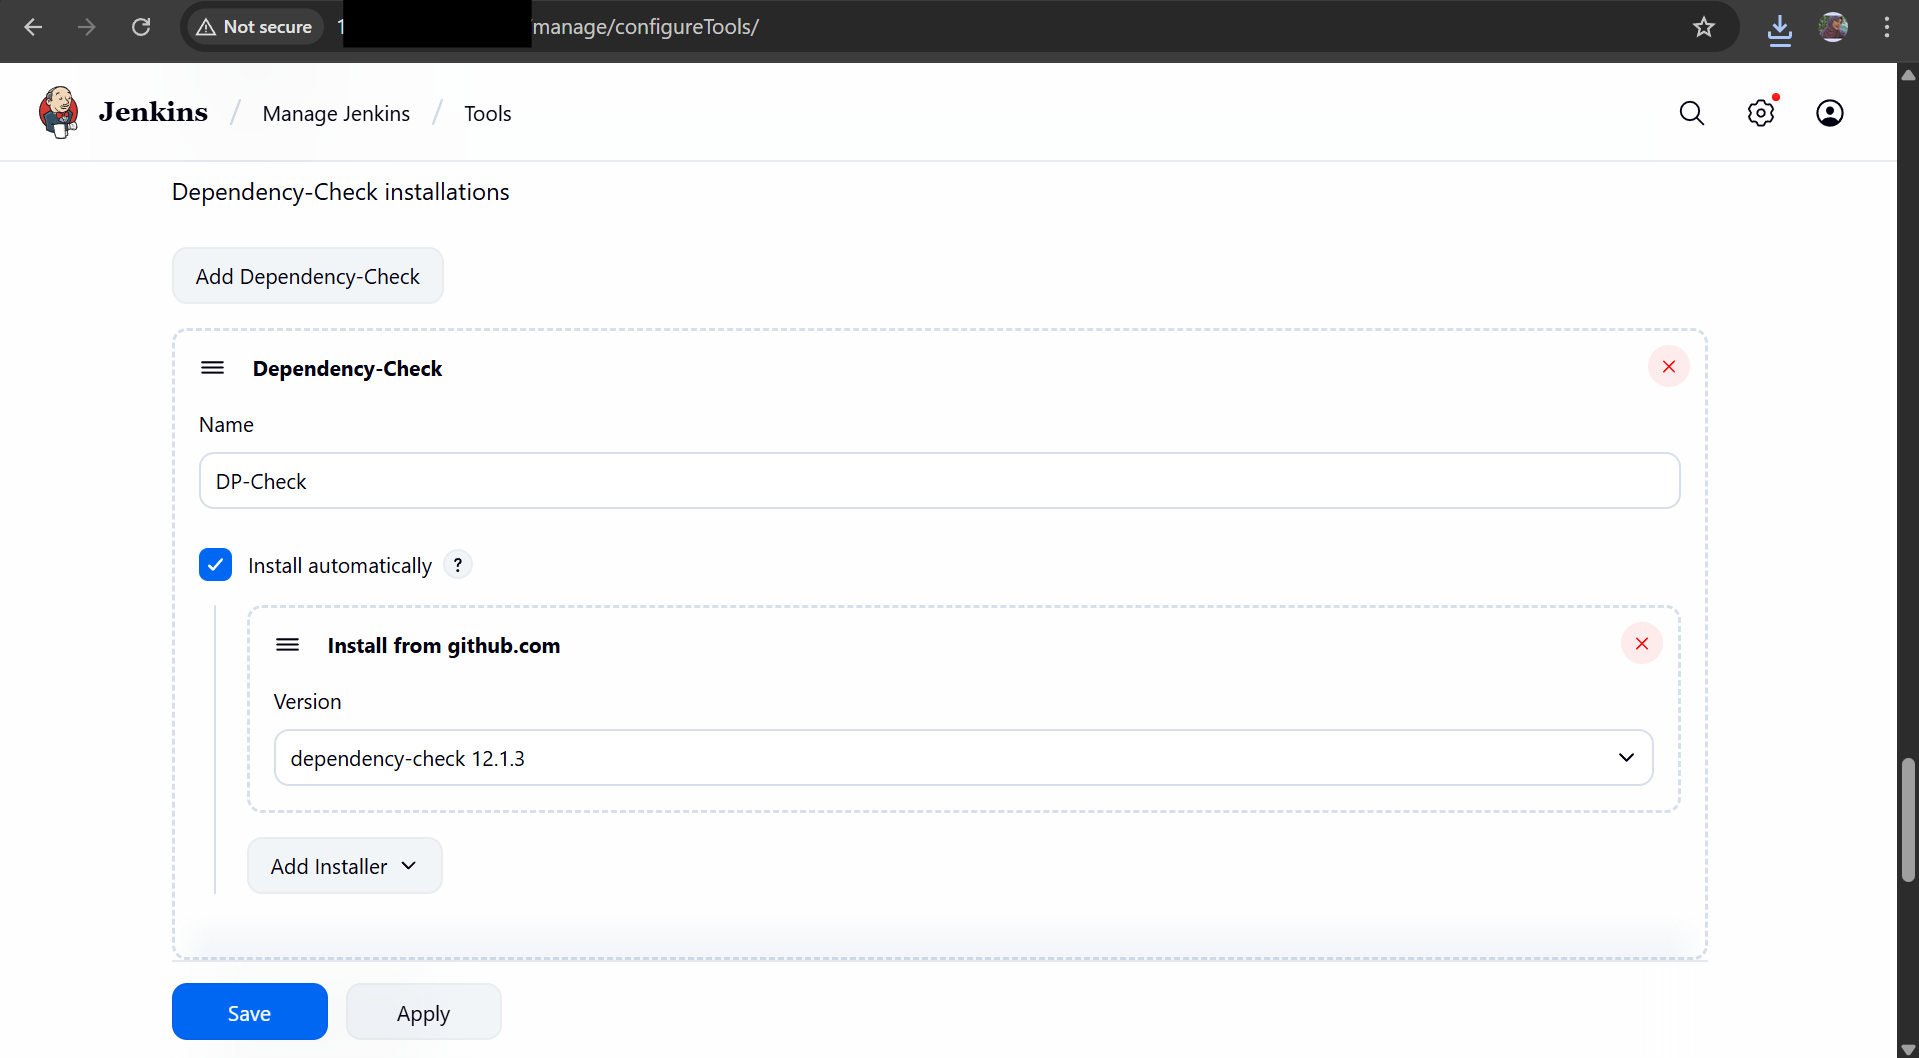 Not secure 1 /manage/configureTools/
Jenkins / Manage Jenkins / Tools
Dependency-Check installations
Add Dependency-Check
Dependency-Check
Name
DP-Check
Install automatically ?
Install from github.com
Version
dependency-check 12.1.3
Add Installer
Save Apply